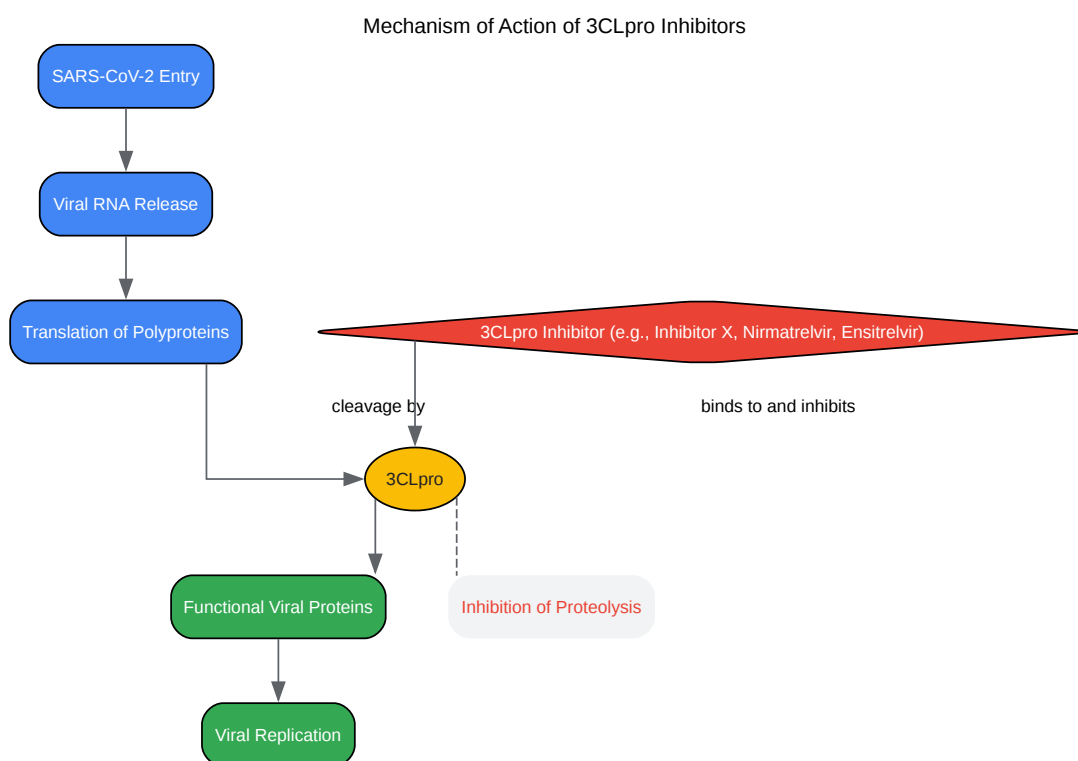 Mechanism of Action of 3CLpro Inhibitors
SARS-CoV-2 Entry
Viral RNA Release
Translation of Polyproteins
3CLpro Inhibitor (e.g., Inhibitor X, Nirmatrelvir, Ensitrelvir)
cleavage by
binds to and inhibits
3CLpro
Functional Viral Proteins
Inhibition of Proteolysis
Viral Replication